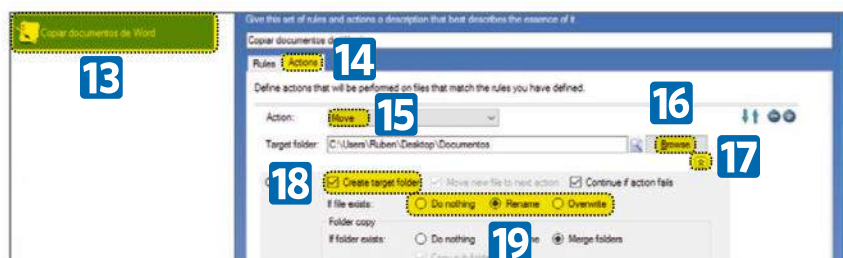 Give this set of rules and actions a description that best describes the essence of it.
Copiar documentos de Word
13
Copiar documentos de
Rules Actions 14
Define actions that will be performed on files that match the rules you have defined.
Action: Move 15
16
Target folder: C:\Users\Ruben\Desktop\Documentos Browse
17
18 Create target folder Move new file to next action Continue if action fails
If file exists: Do nothing Rename Overwrite
Folder copy
If folder exists: Do nothing Merge folders
19